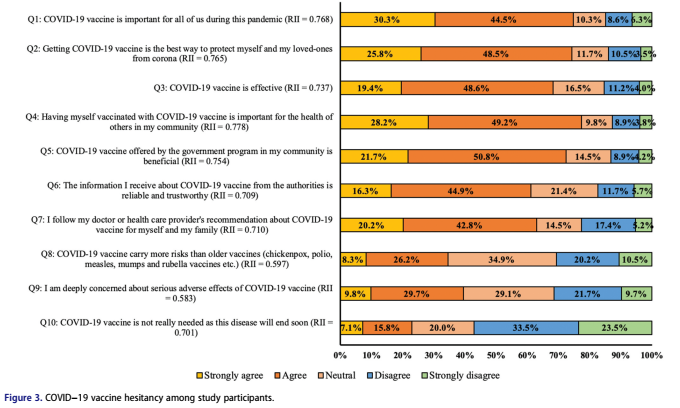 Q1: COVID-19 vaccine is important for all of us during this pandemic (RII = 0.768)
30.3% 44.5% 10.3% 8.6% 6.3%
Q2: Getting COVID-19 vaccine is the best way to protect myself and my loved-ones
from corona (RII = 0.765)
25.8% 48.5% 11.7% 10.5% 3.5%
Q3: COVID-19 vaccine is effective (RII = 0.737)
19.4% 48.6% 16.5% 11.2% 4.0%
Q4: Having myself vaccinated with COVID-19 vaccine is important for the health of
others in my community (RII = 0.778)
28.2% 49.2% 9.8% 8.9% 3.8%
Q5: COVID-19 vaccine offered by the government program in my community is
beneficial (RII = 0.754)
21.7% 50.8% 14.5% 8.9% 4.2%
Q6: The information I receive about COVID-19 vaccine from the authorities is
reliable and trustworthy (RII = 0.709)
16.3% 44.9% 21.4% 11.7% 5.7%
Q7: I follow my doctor or health care provider's recommendation about COVID-19
vaccine for myself and my family (RII = 0.710)
20.2% 42.8% 14.5% 17.4% 5.2%
Q8: COVID-19 vaccine carry more risks than older vaccines (chickenpox, polio,
measles, mumps and rubella vaccines etc.) (RII = 0.597)
8.3% 26.2% 34.9% 20.2% 10.5%
Q9: I am deeply concerned about serious adverse effects of COVID-19 vaccine (RII
= 0.583)
9.8% 29.7% 29.1% 21.7% 9.7%
Q10: COVID-19 vaccine is not really needed as this disease will end soon (RII =
0.701)
7.1% 15.8% 20.0% 33.5% 23.5%
0% 10% 20% 30% 40% 50% 60% 70% 80% 90% 100%
Strongly agree Agree Neutral Disagree Strongly disagree
Figure 3. COVID−19 vaccine hesitancy among study participants.